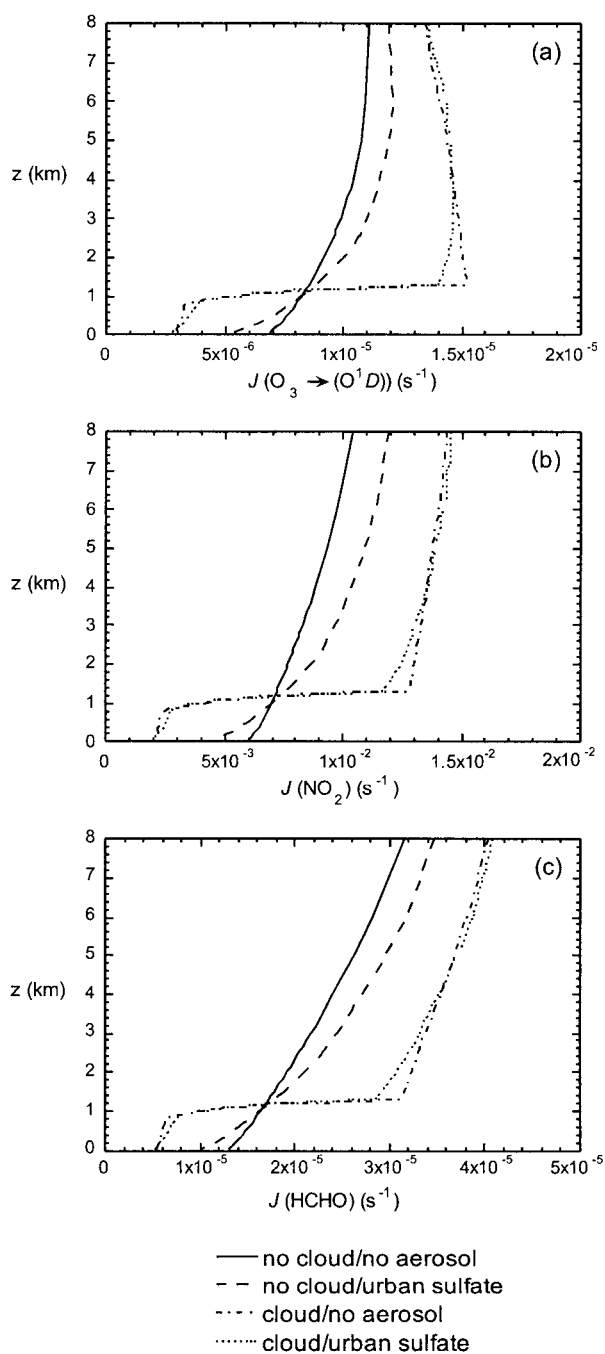 8
(a)
7
6
5
z (km)
4
3
2
1
0
0 5x10⁻⁶ 1x10⁻⁵ 1.5x10⁻⁵ 2x10⁻⁵
J (O₃ → (O¹D)) (s⁻¹)
8
(b)
7
6
5
z (km)
4
3
2
1
0
0 5x10⁻³ 1x10⁻² 1.5x10⁻² 2x10⁻²
J (NO₂) (s⁻¹)
8
(c)
7
6
5
z (km)
4
3
2
1
0
0 1x10⁻⁵ 2x10⁻⁵ 3x10⁻⁵ 4x10⁻⁵ 5x10⁻⁵
J (HCHO) (s⁻¹)
no cloud/no aerosol
no cloud/urban sulfate
cloud/no aerosol
cloud/urban sulfate